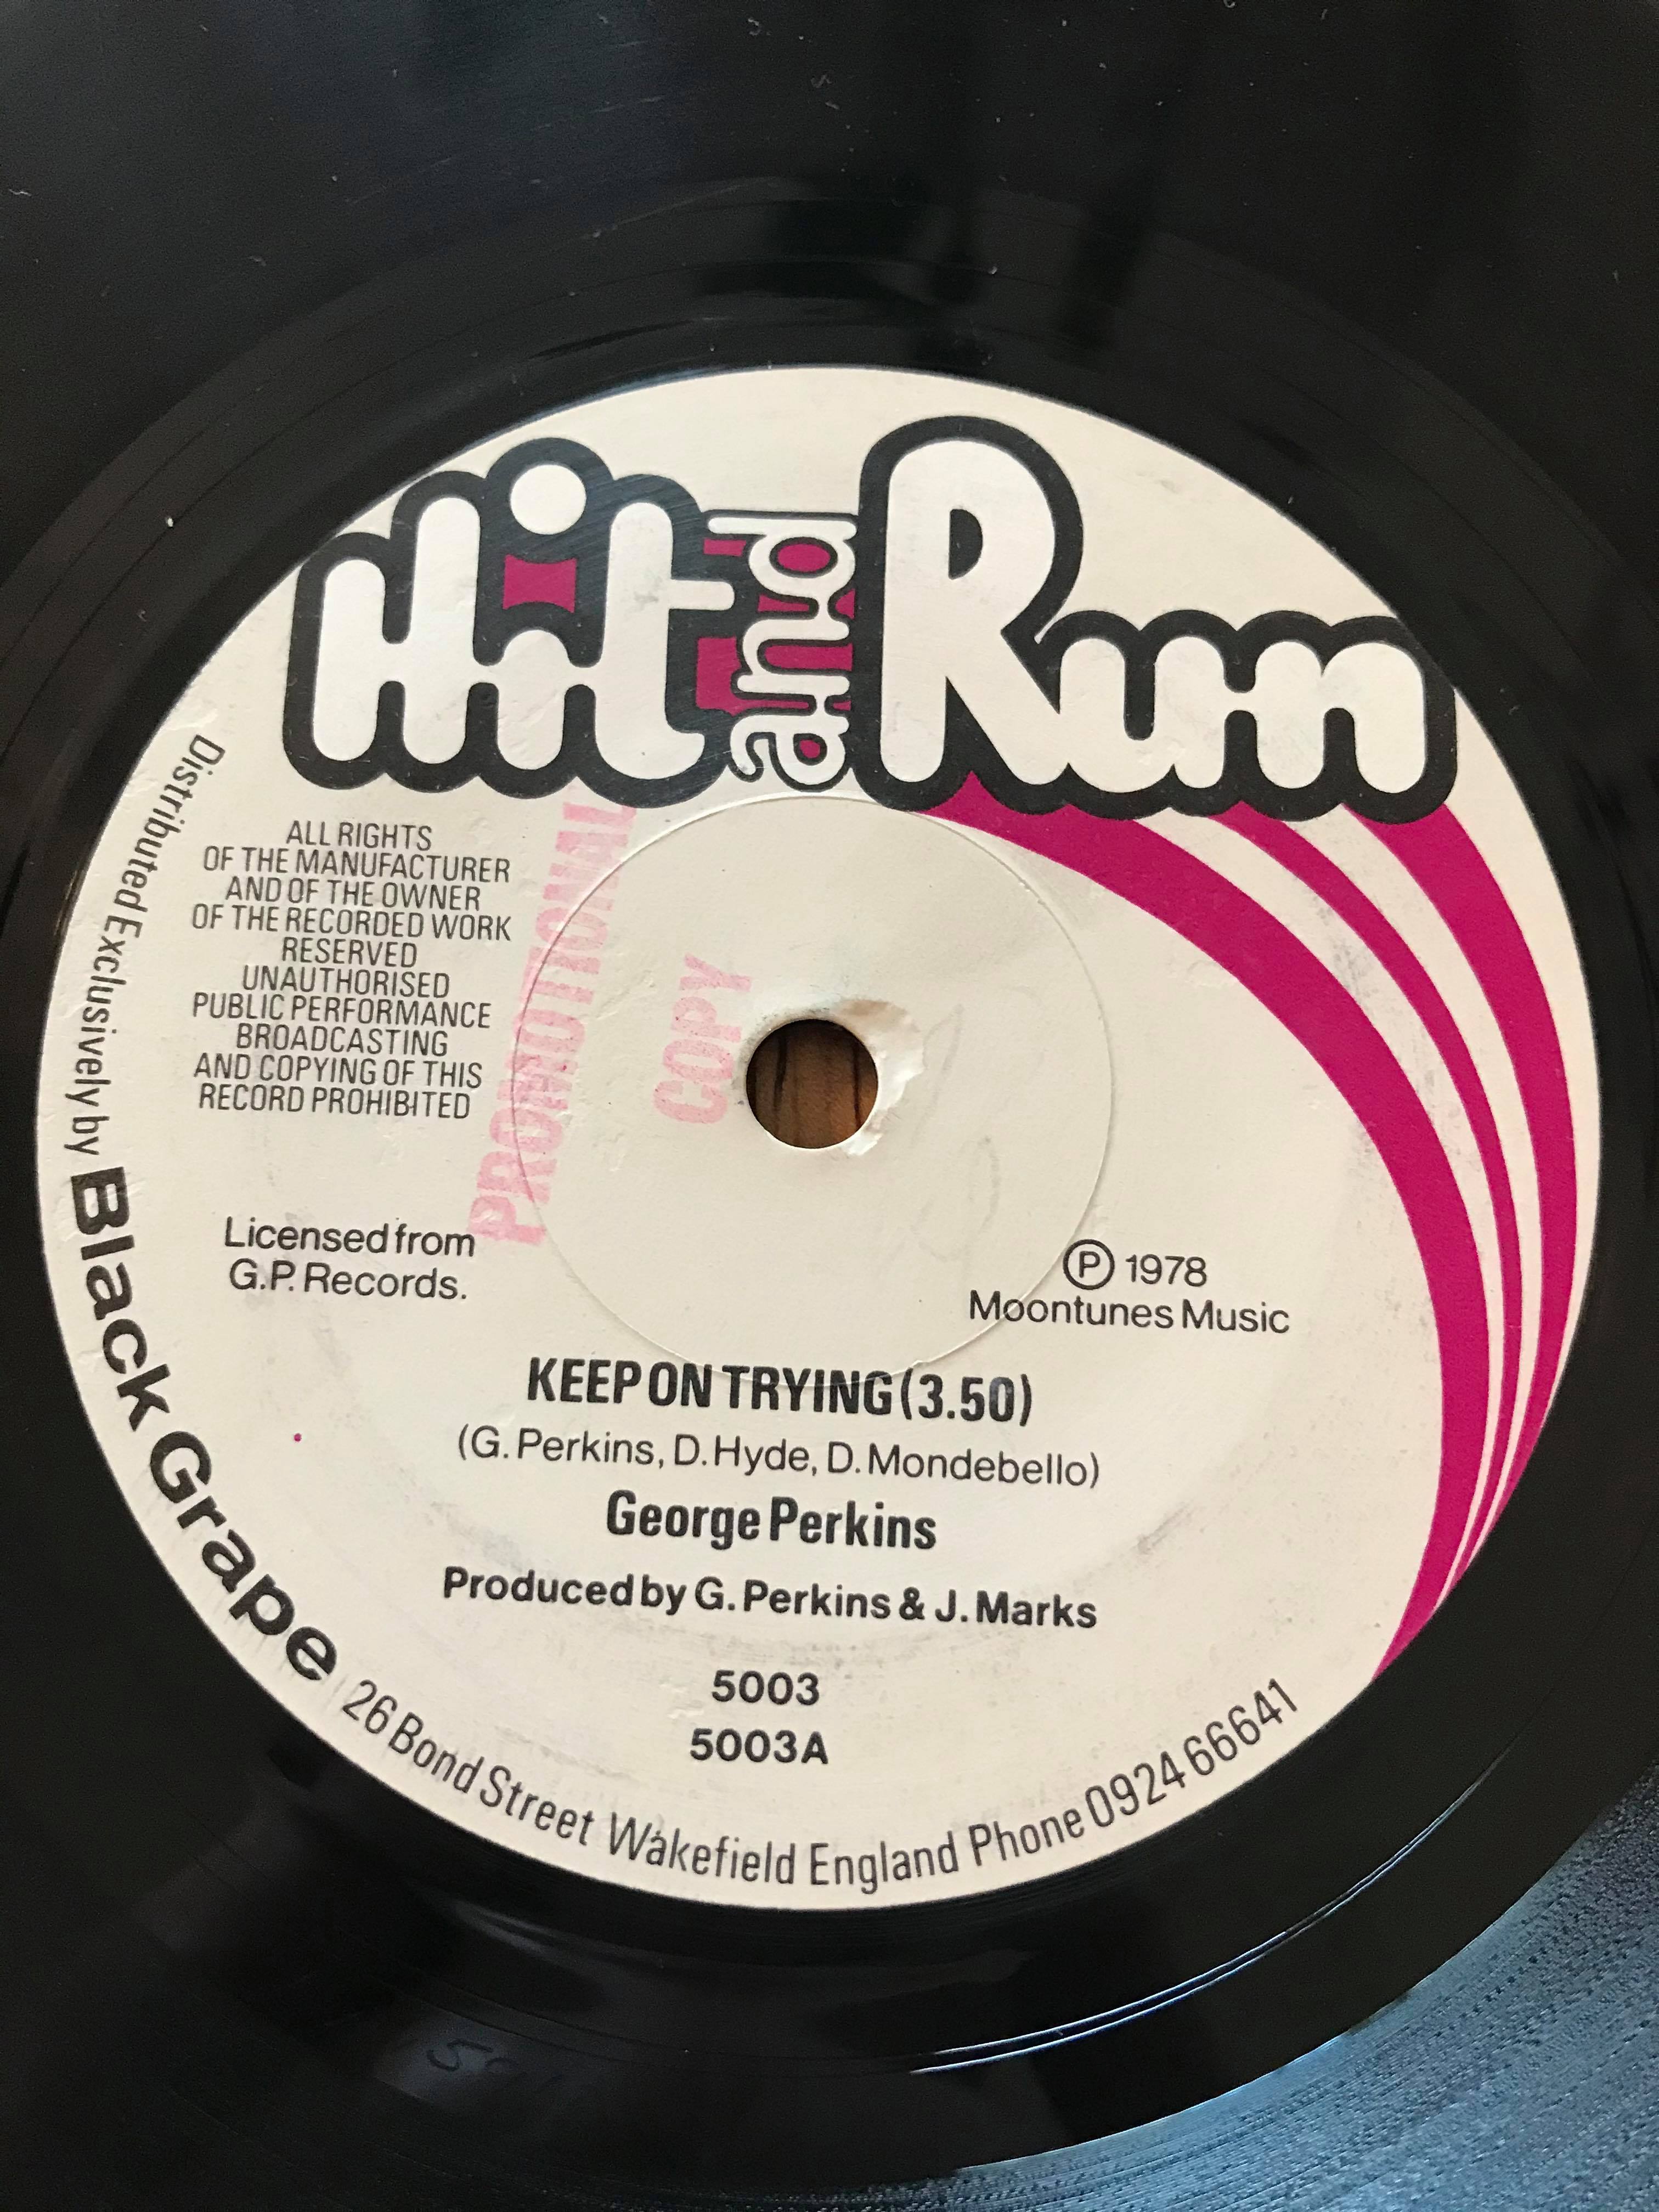 Hit and Run
ALL RIGHTS
OF THE MANUFACTURER
AND OF THE OWNER
OF THE RECORDED WORK
RESERVED
UNAUTHORISED
PUBLIC PERFORMANCE
BROADCASTING
AND COPYING OF THIS
RECORD PROHIBITED
PROMOTIONAL
COPY
Licensed from
G.P. Records.
Ⓟ 1978
Moontunes Music
KEEP ON TRYING (3.50)
(G. Perkins, D. Hyde, D. Mondebello)
George Perkins
Produced by G. Perkins & J. Marks
5003
5003A
Distributed Exclusively by Black Grape 26 Bond Street Wakefield England Phone 0924 66641